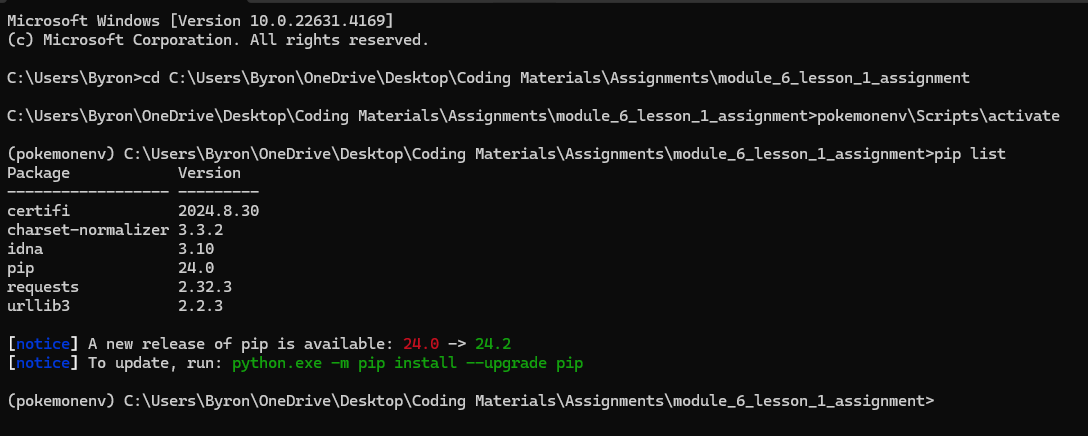 Microsoft Windows [Version 10.0.22631.4169]
(c) Microsoft Corporation. All rights reserved.
C:\Users\Byron>cd C:\Users\Byron\OneDrive\Desktop\Coding Materials\Assignments\module_6_lesson_1_assignment
C:\Users\Byron\OneDrive\Desktop\Coding Materials\Assignments\module_6_lesson_1_assignment>pokemonenv\Scripts\activate
(pokemonenv) C:\Users\Byron\OneDrive\Desktop\Coding Materials\Assignments\module_6_lesson_1_assignment>pip list
Package            Version
------------------ ---------
certifi            2024.8.30
charset-normalizer 3.3.2
idna               3.10
pip                24.0
requests           2.32.3
urllib3            2.2.3
[notice] A new release of pip is available: 24.0 -> 24.2
[notice] To update, run: python.exe -m pip install --upgrade pip
(pokemonenv) C:\Users\Byron\OneDrive\Desktop\Coding Materials\Assignments\module_6_lesson_1_assignment>